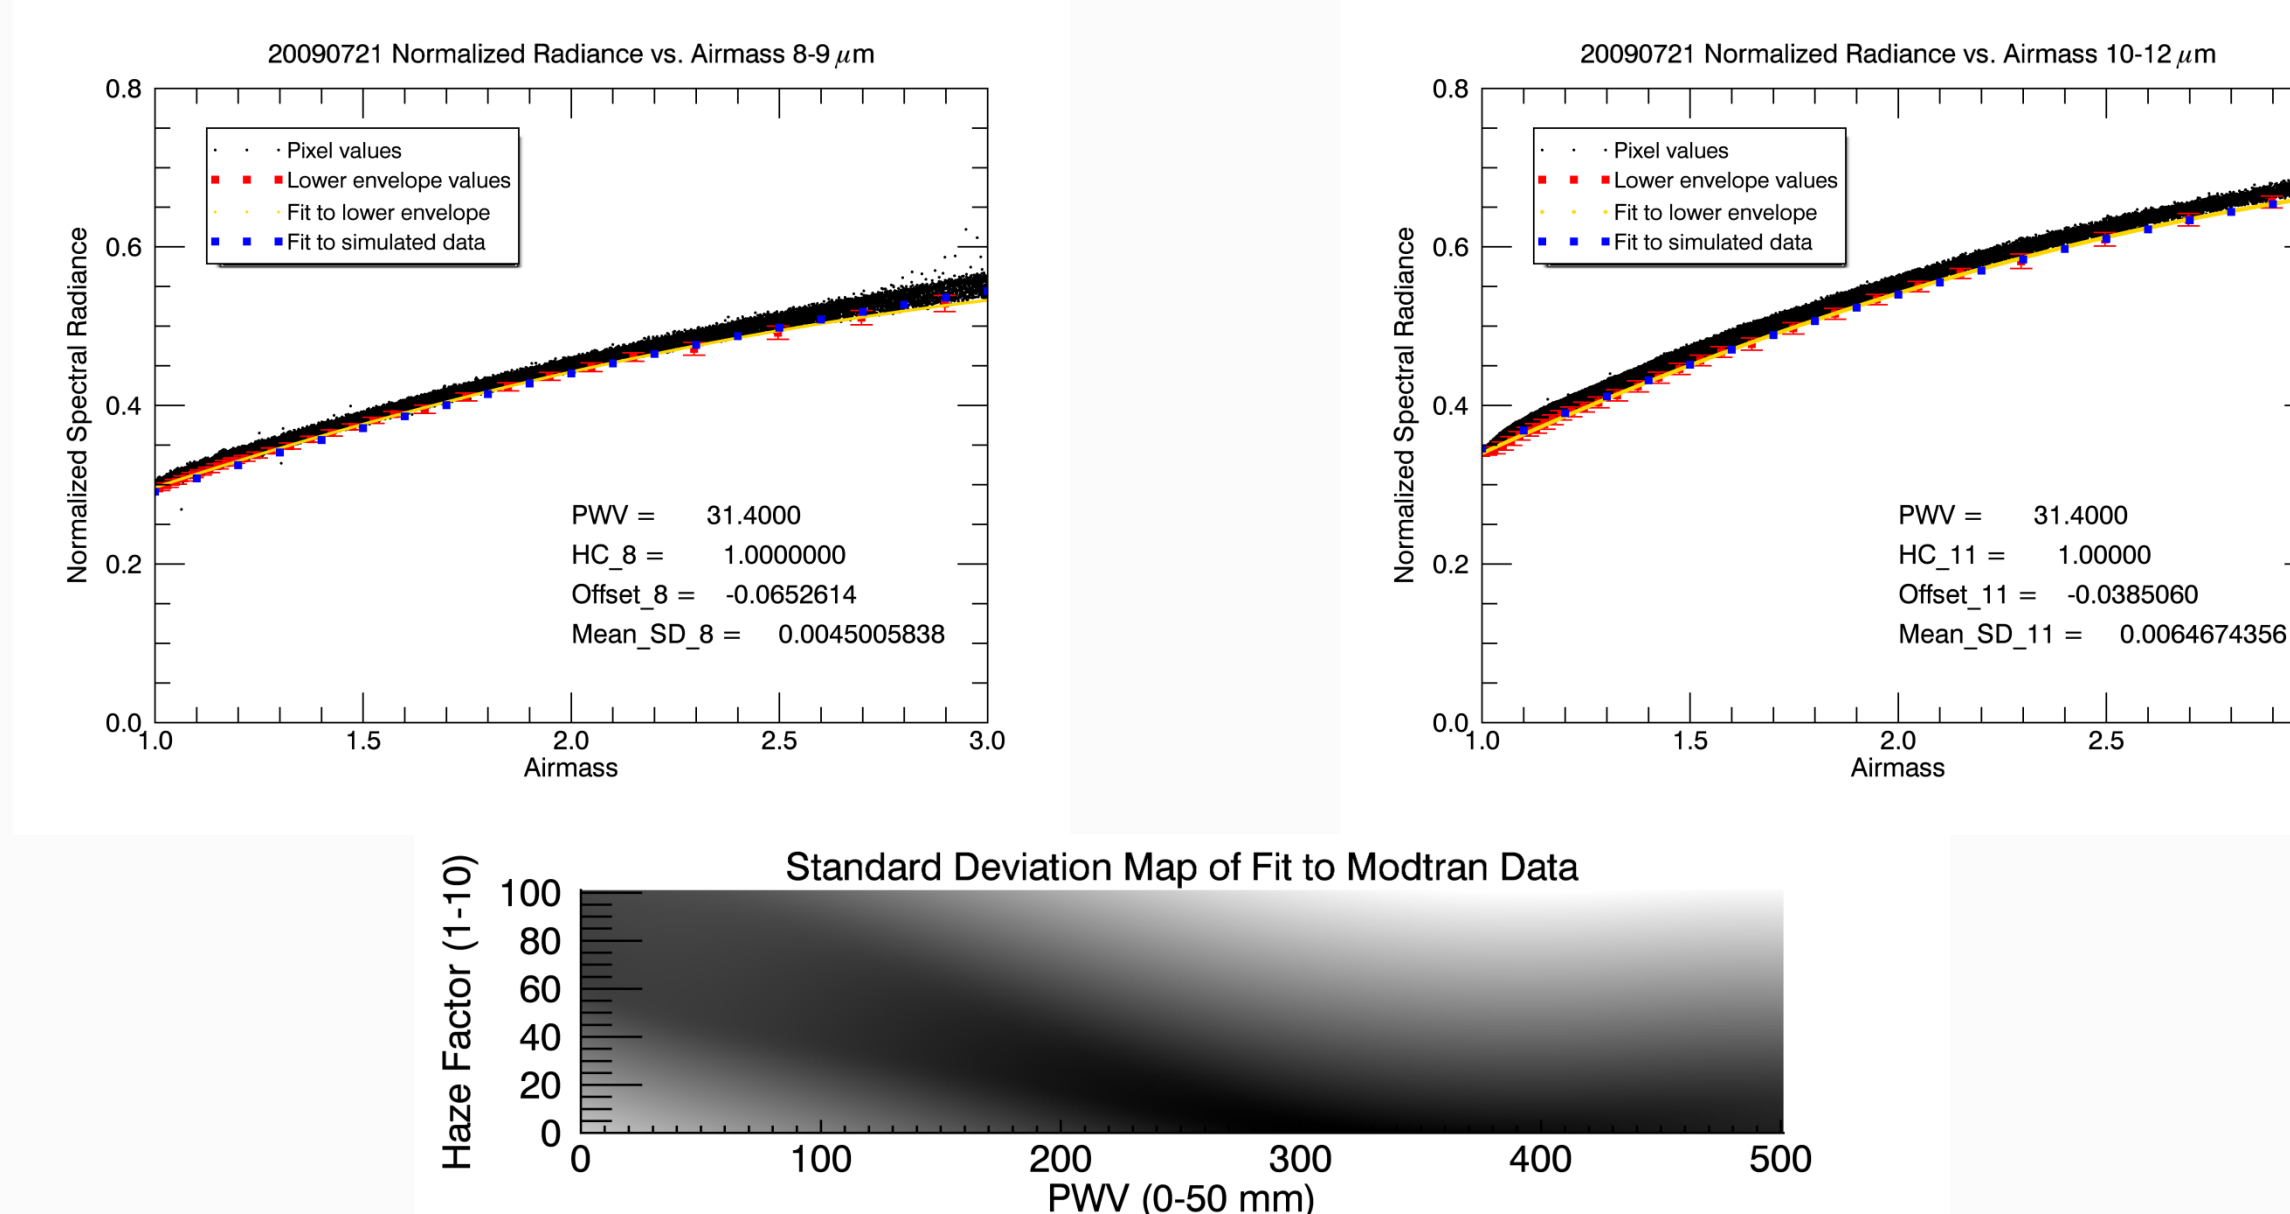 20090721 Normalized Radiance vs. Airmass 8-9 μm
Normalized Spectral Radiance
0.8
0.6
0.4
0.2
0.0
Pixel values
Lower envelope values
Fit to lower envelope
Fit to simulated data
PWV = 31.4000
HC_8 = 1.0000000
Offset_8 = -0.0652614
Mean_SD_8 = 0.0045005838
1.0 1.5 2.0 2.5 3.0
Airmass
20090721 Normalized Radiance vs. Airmass 10-12 μm
Normalized Spectral Radiance
0.8
0.6
0.4
0.2
0.0
Pixel values
Lower envelope values
Fit to lower envelope
Fit to simulated data
PWV = 31.4000
HC_11 = 1.00000
Offset_11 = -0.0385060
Mean_SD_11 = 0.0064674356
1.0 1.5 2.0 2.5
Airmass
Standard Deviation Map of Fit to Modtran Data
Haze Factor (1-10)
100
80
60
40
20
0
0 100 200 300 400 500
PWV (0-50 mm)